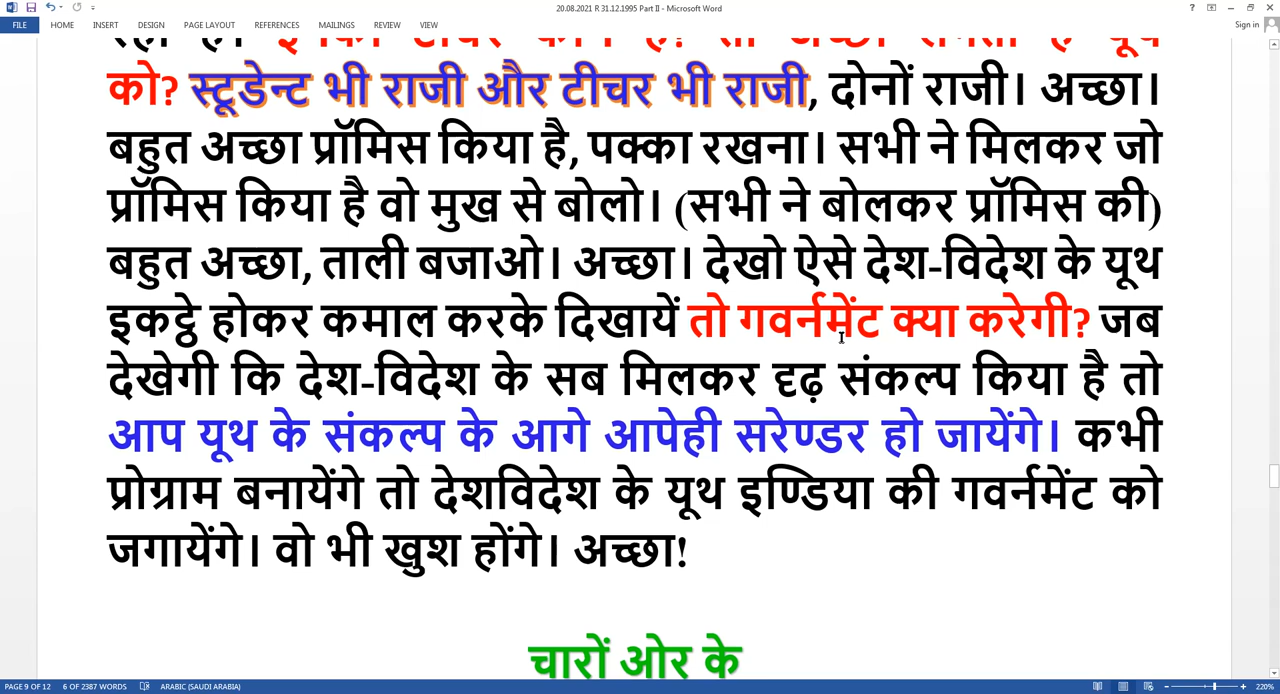 20.08.2021 R 31.12.1995 Part II - Microsoft Word
FILE HOME INSERT DESIGN PAGE LAYOUT REFERENCES MAILINGS REVIEW VIEW
Sign in
को? स्टूडेन्ट भी राजी और टीचर भी राजी, दोनों राजी। अच्छा।
बहुत अच्छा प्रॉमिस किया है, पक्का रखना। सभी ने मिलकर जो
प्रॉमिस किया है वो मुख से बोलो। (सभी ने बोलकर प्रॉमिस की)
बहुत अच्छा, ताली बजाओ। अच्छा। देखो ऐसे देश-विदेश के यूथ
इकट्ठे होकर कमाल करके दिखायें तो गवर्नमेंट क्या करेगी? जब
देखेगी कि देश-विदेश के सब मिलकर दृढ़ संकल्प किया है तो
आप यूथ के संकल्प के आगे आपेही सरेण्डर हो जायेंगे। कभी
प्रोग्राम बनायेंगे तो देशविदेश के यूथ इण्डिया की गवर्नमेंट को
जगायेंगे। वो भी खुश होंगे। अच्छा!
चारों ओर के
PAGE 9 OF 12 6 OF 2387 WORDS ARABIC (SAUDI ARABIA) 220%